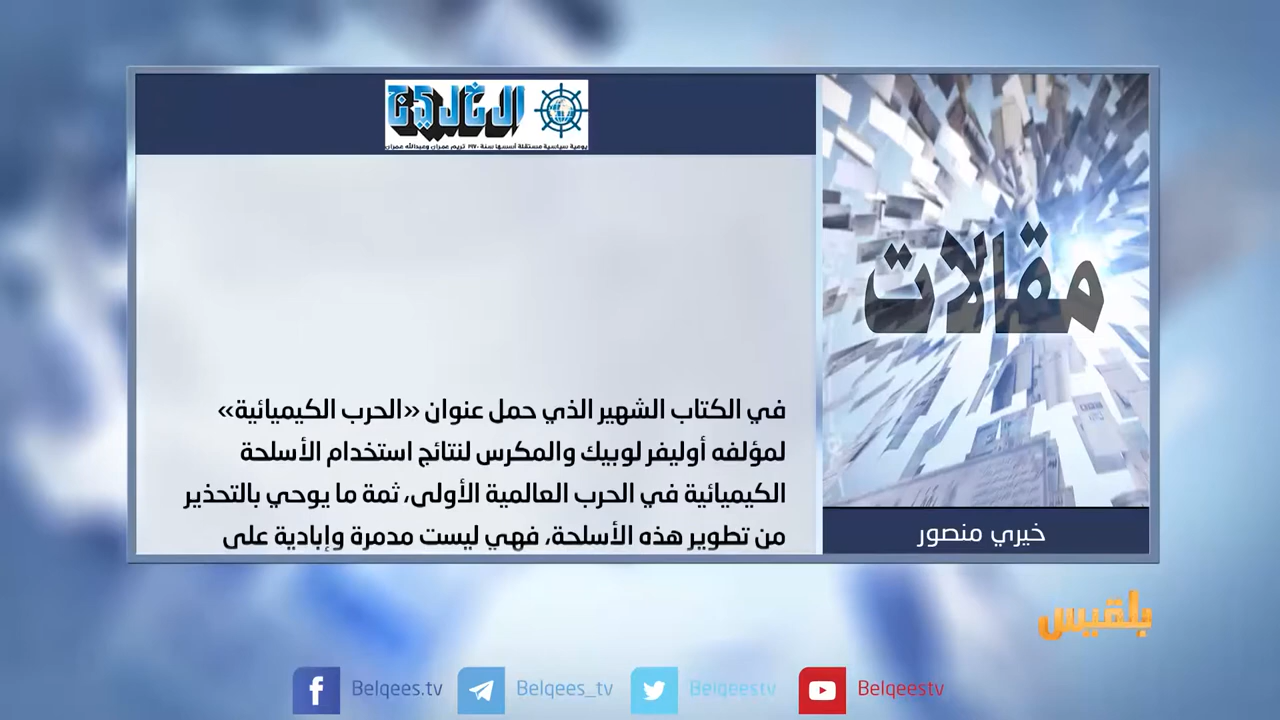 الخليج
يومية سياسية مستقلة أسسها سنة ١٩٧٠ تريم عمران وعبدالله عمران
مقالات
خيري منصور
في الكتاب الشهير الذي حمل عنوان «الحرب الكيميائية»
لمؤلفه أوليفر لوبيك والمكرس لنتائج استخدام الأسلحة
الكيميائية في الحرب العالمية الأولى، ثمة ما يوحي بالتحذير
من تطوير هذه الأسلحة، فهي ليست مدمرة وإبادية على
بلقيس
Belqees.tv
Belqees_tv
Belqeestv
Belqeestv